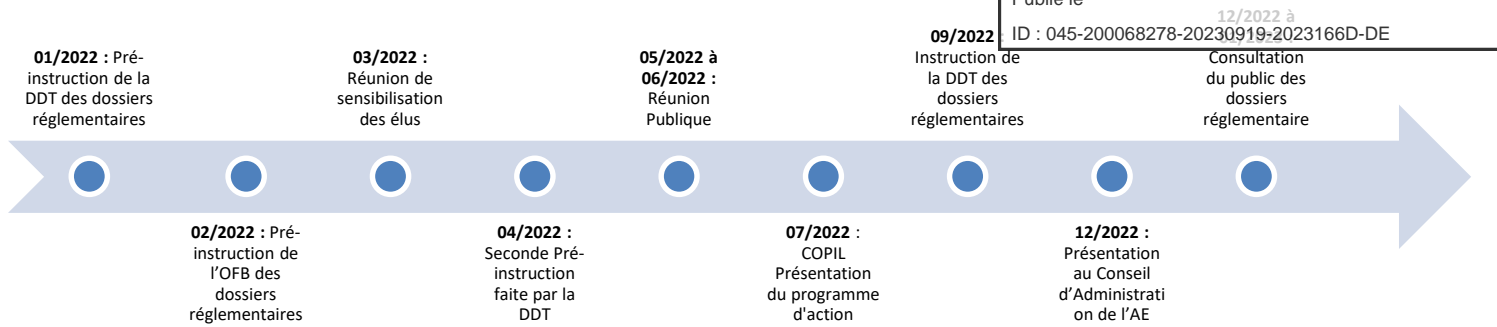 Publié le
ID : 045-200068278-20230919-2023166D-DE
01/2022 : Pré-
instruction de la
DDT des dossiers
réglementaires
02/2022 : Pré-
instruction de
l’OFB des
dossiers
réglementaires
03/2022 :
Réunion de
sensibilisation
des élus
04/2022 :
Seconde Pré-
instruction
faite par la
DDT
05/2022 à
06/2022 :
Réunion
Publique
07/2022 :
COPIL
Présentation
du programme
d'action
09/2022
Instruction de
la DDT des
dossiers
réglementaires
12/2022 :
Présentation
au Conseil
d’Administrati
on de l’AE
12/2022 à
Consultation
du public des
dossiers
réglementaire